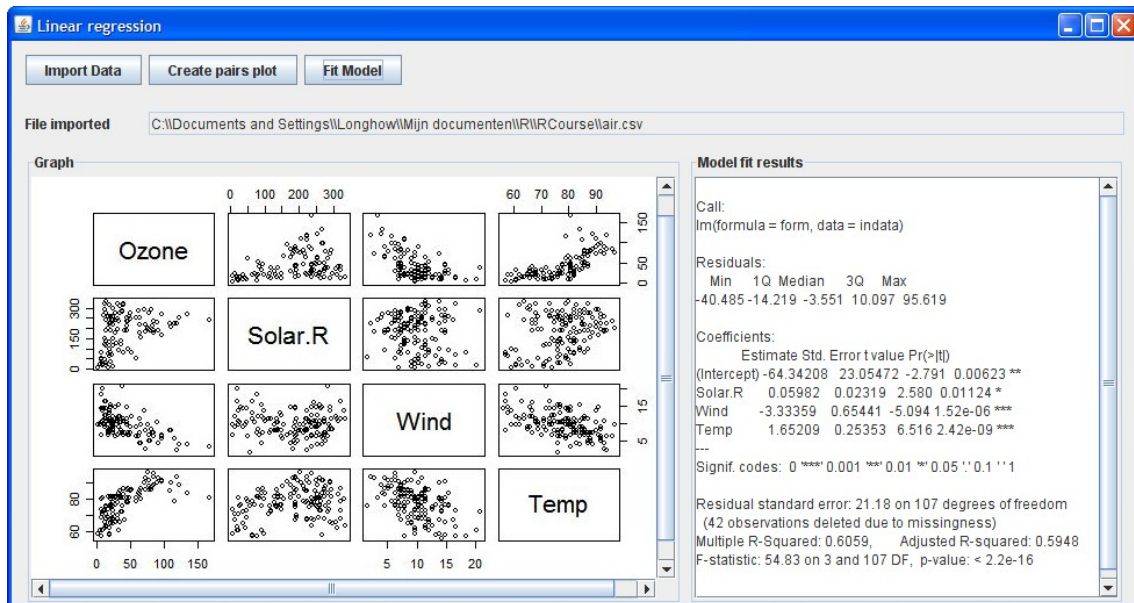 Linear regression
Import Data Create pairs plot Fit Model
File imported C:\\Documents and Settings\\Longhow\\Mijn documenten\\R\\RCourse\\air.csv
Graph
0 100 200 300
60 70 80 90
Ozone
0 50 150
0 150 300
Solar.R
Wind
5 15
60 80
Temp
0 50 100 150
5 10 15 20
Model fit results
Call:
lm(formula = form, data = indata)
Residuals:
Min 1Q Median 3Q Max
-40.485 -14.219 -3.551 10.097 95.619
Coefficients:
Estimate Std. Error t value Pr(>|t|)
(Intercept) -64.34208 23.05472 -2.791 0.00623 **
Solar.R 0.05982 0.02319 2.580 0.01124 *
Wind -3.33359 0.65441 -5.094 1.52e-06 ***
Temp 1.65209 0.25353 6.516 2.42e-09 ***
---
Signif. codes: 0 '***' 0.001 '**' 0.01 '*' 0.05 '.' 0.1 ' ' 1
Residual standard error: 21.18 on 107 degrees of freedom
(42 observations deleted due to missingness)
Multiple R-Squared: 0.6059, Adjusted R-squared: 0.5948
F-statistic: 54.83 on 3 and 107 DF, p-value: < 2.2e-16